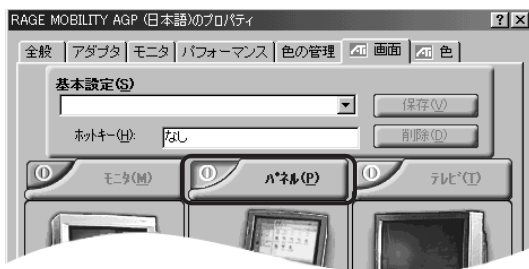 RAGE MOBILITY AGP (日本語)のプロパティ ? ×
全般 アダプタ モニタ パフォーマンス 色の管理 ATI 画面 ATI 色
基本設定(S)
保存(V)
ホットキー(H): なし 削除(D)
モニタ(M) パネル(P) テレビ(T)